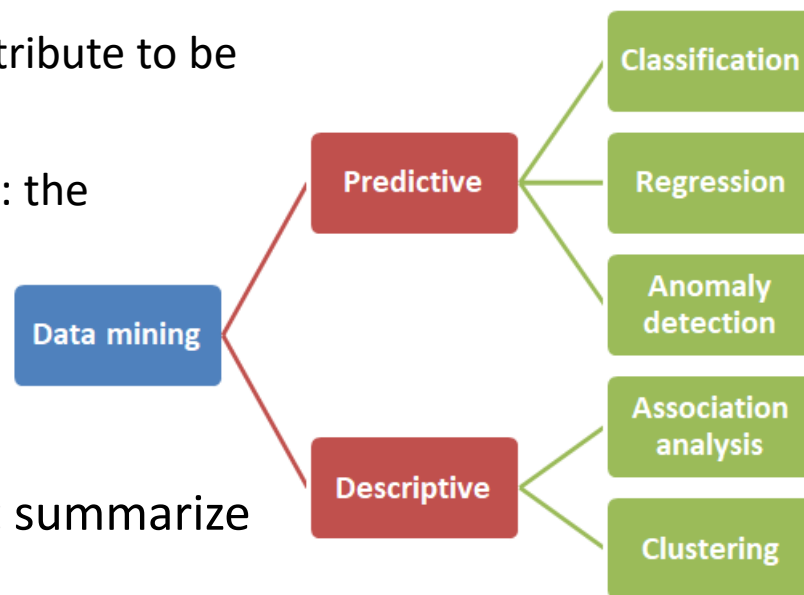 tribute to be
: the
summarize
Data mining
Predictive
Descriptive
Classification
Regression
Anomaly
detection
Association
analysis
Clustering